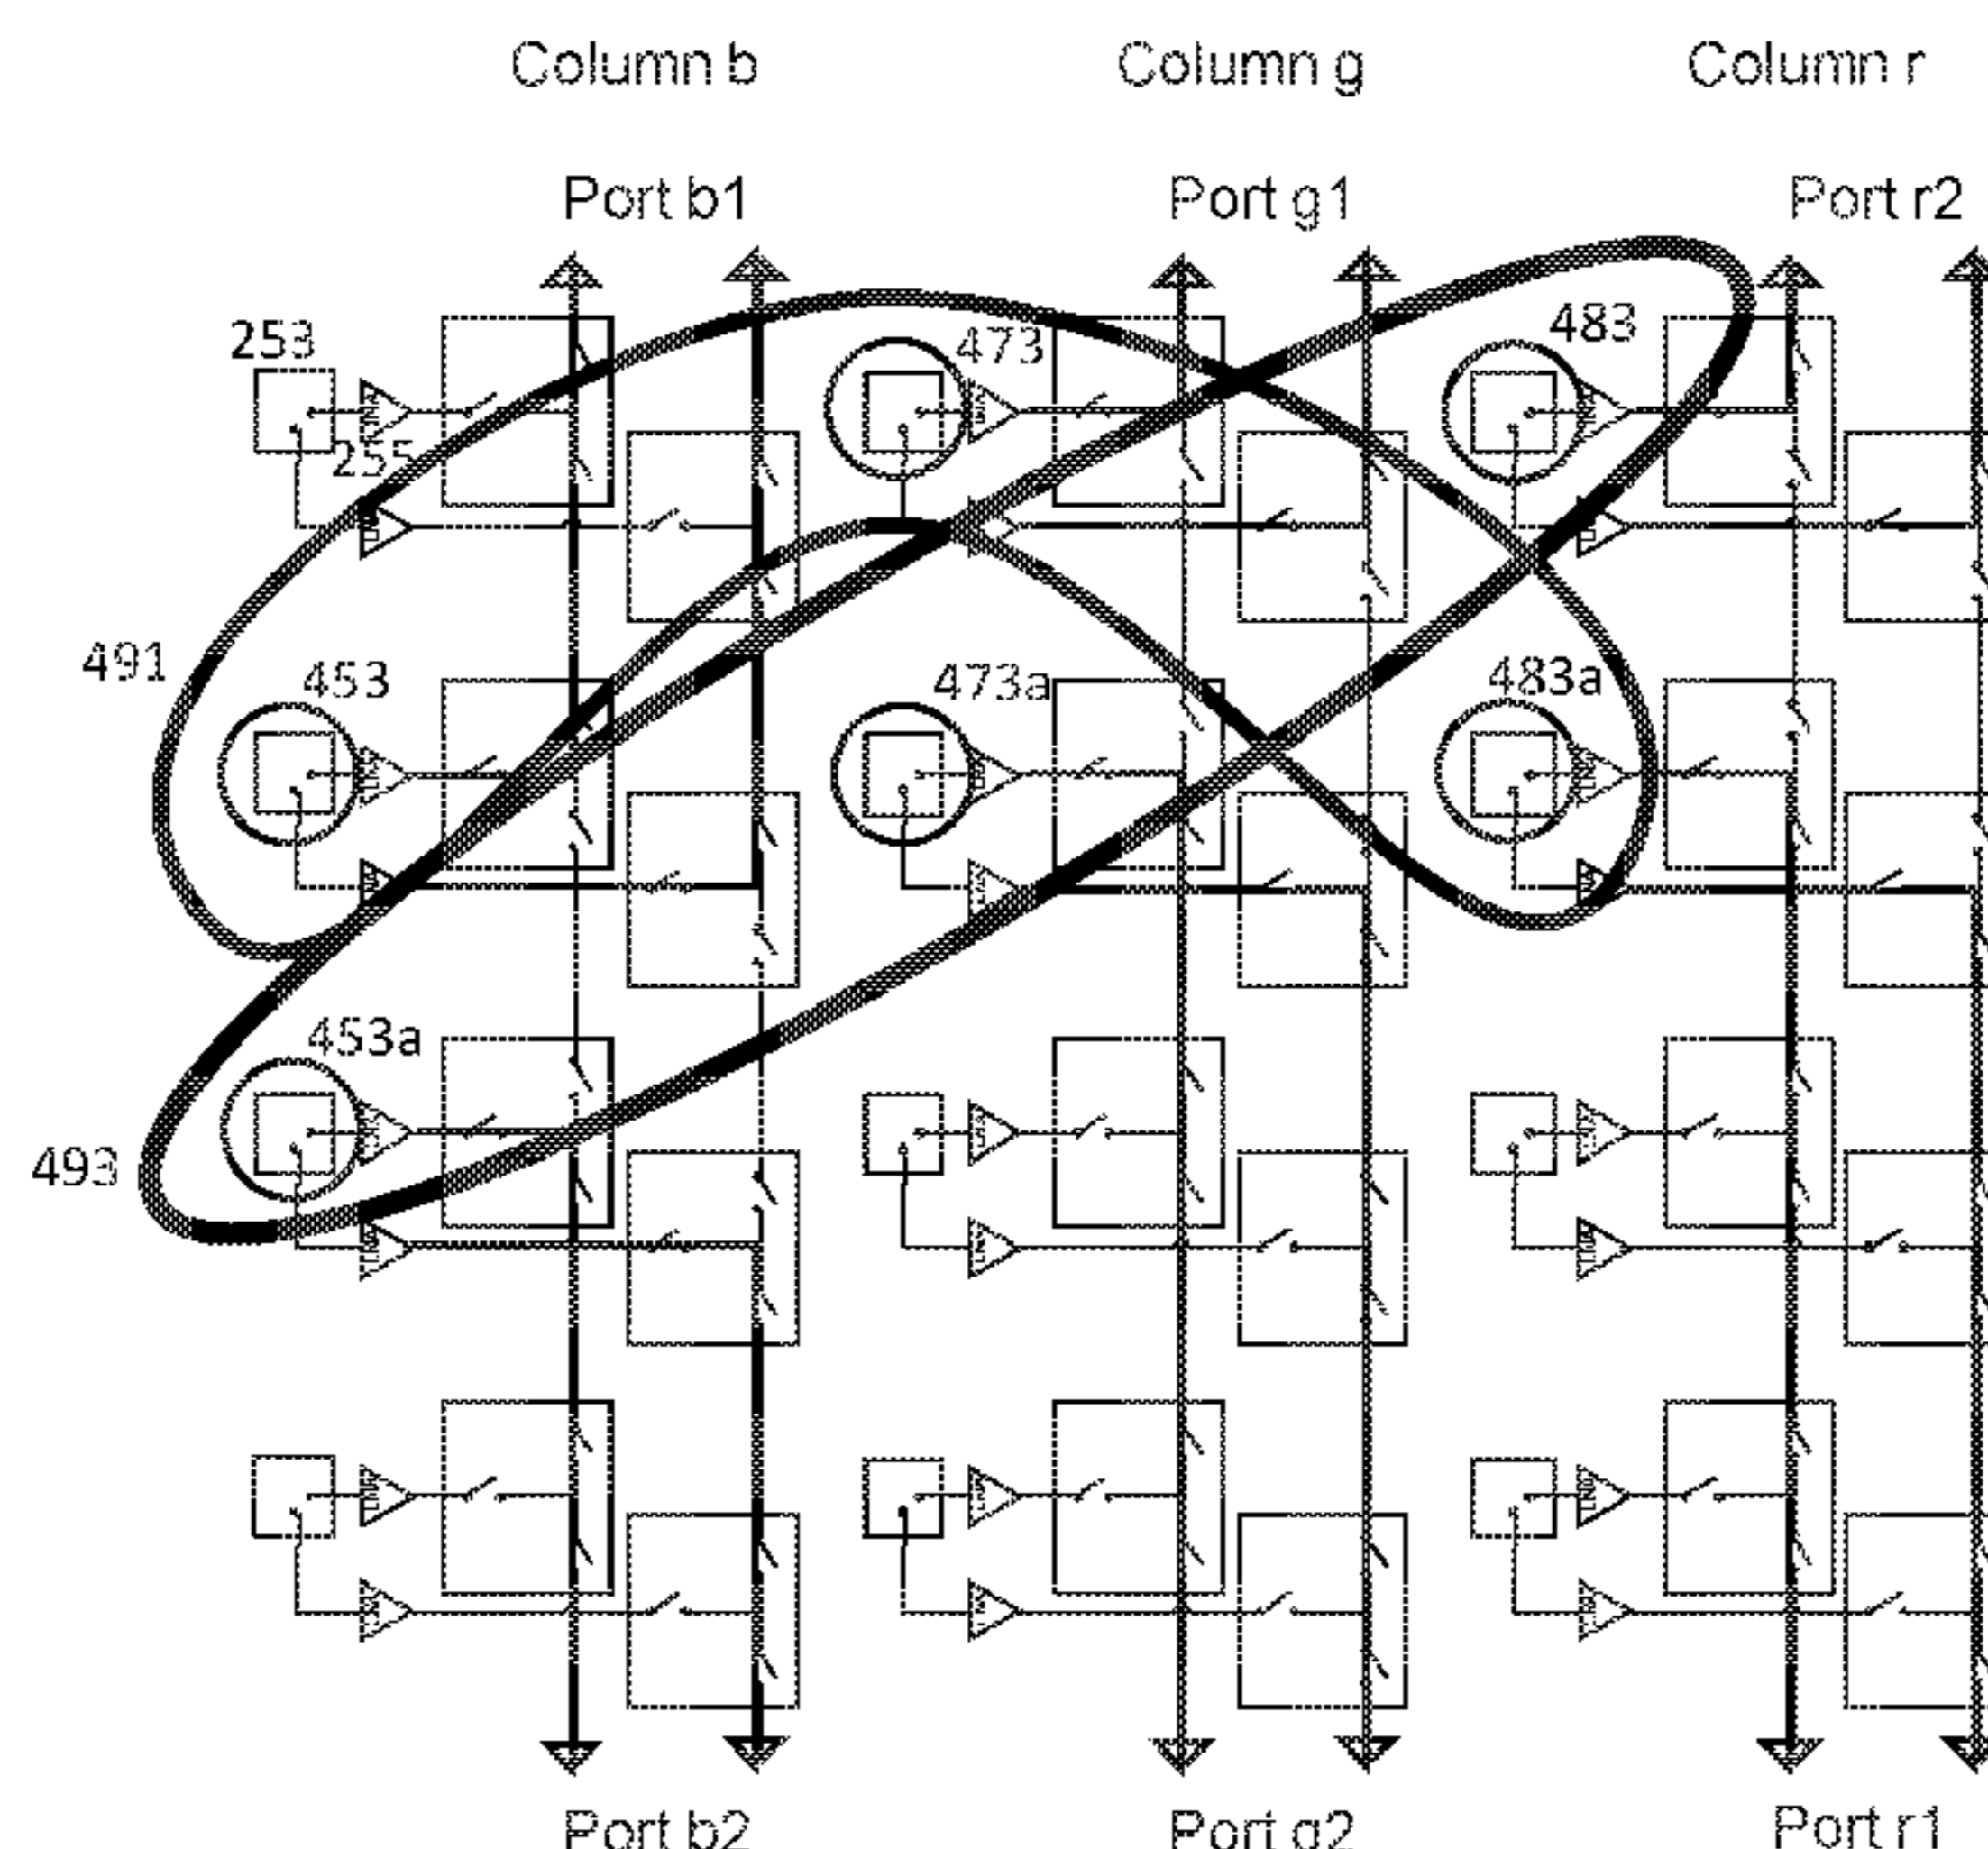 Column b Column g Column r
Port b1 Port g1 Port r2
253 473 483
255
491 453 473a 483a
453a
493
Port b2 Port g2 Port r1